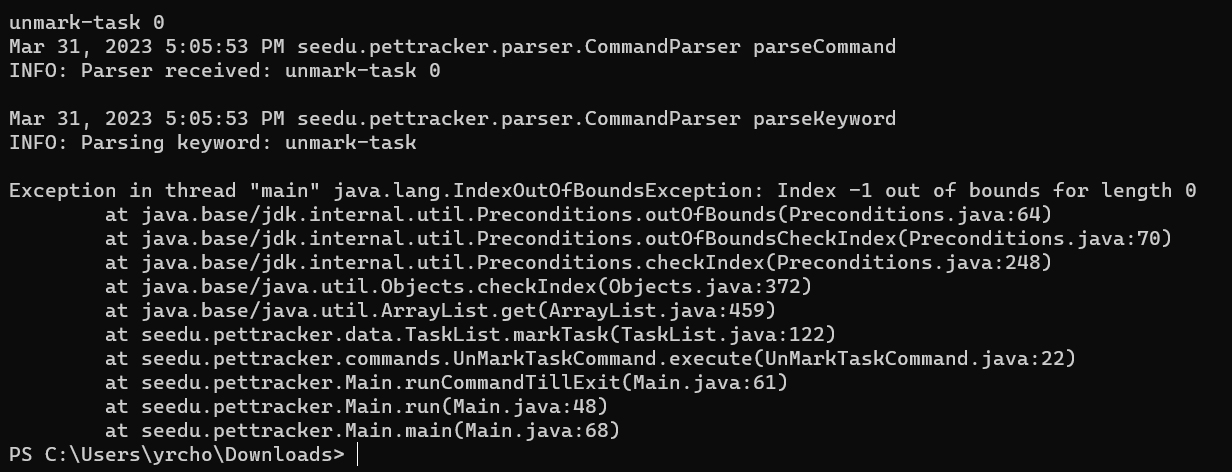 unmark-task 0
Mar 31, 2023 5:05:53 PM seedu.pettracker.parser.CommandParser parseCommand
INFO: Parser received: unmark-task 0
Mar 31, 2023 5:05:53 PM seedu.pettracker.parser.CommandParser parseKeyword
INFO: Parsing keyword: unmark-task
Exception in thread "main" java.lang.IndexOutOfBoundsException: Index -1 out of bounds for length 0
at java.base/jdk.internal.util.Preconditions.outOfBounds(Preconditions.java:64)
at java.base/jdk.internal.util.Preconditions.outOfBoundsCheckIndex(Preconditions.java:70)
at java.base/jdk.internal.util.Preconditions.checkIndex(Preconditions.java:248)
at java.base/java.util.Objects.checkIndex(Objects.java:372)
at java.base/java.util.ArrayList.get(ArrayList.java:459)
at seedu.pettracker.data.TaskList.markTask(TaskList.java:122)
at seedu.pettracker.commands.UnMarkTaskCommand.execute(UnMarkTaskCommand.java:22)
at seedu.pettracker.Main.runCommandTillExit(Main.java:61)
at seedu.pettracker.Main.run(Main.java:48)
at seedu.pettracker.Main.main(Main.java:68)
PS C:\Users\yrcho\Downloads>